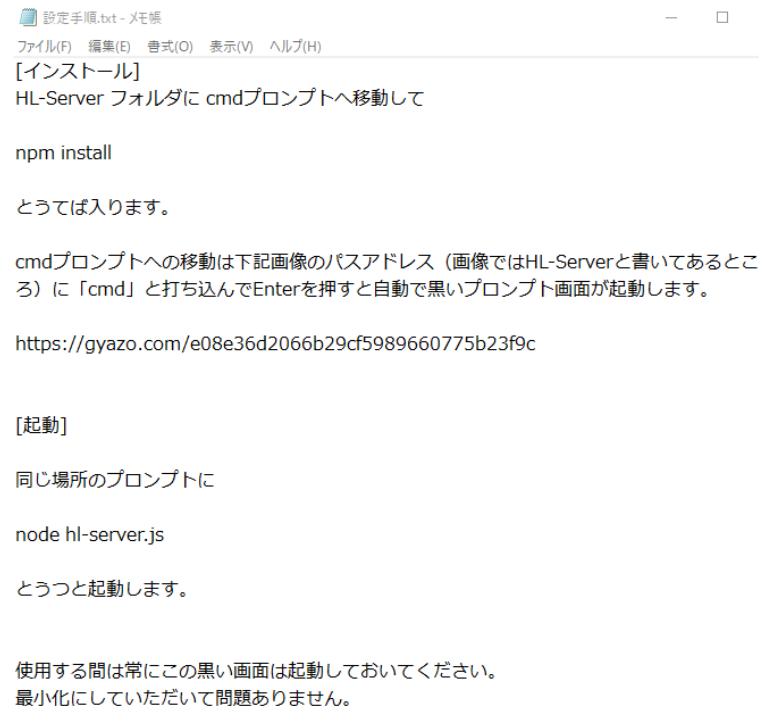 設定手順.txt - メモ帳
ファイル(F) 編集(E) 書式(O) 表示(V) ヘルプ(H)
[インストール]
HL-Server フォルダに cmdプロンプトへ移動して
npm install
とうてば入ります。
cmdプロンプトへの移動は下記画像のパスアドレス（画像ではHL-Serverと書いてあるとこ
ろ）に「cmd」と打ち込んでEnterを押すと自動で黒いプロンプト画面が起動します。
https://gyazo.com/e08e36d2066b29cf5989660775b23f9c
[起動]
同じ場所のプロンプトに
node hl-server.js
とうつと起動します。
使用する間は常にこの黒い画面は起動しておいてください。
最小化にしていただいて問題ありません。